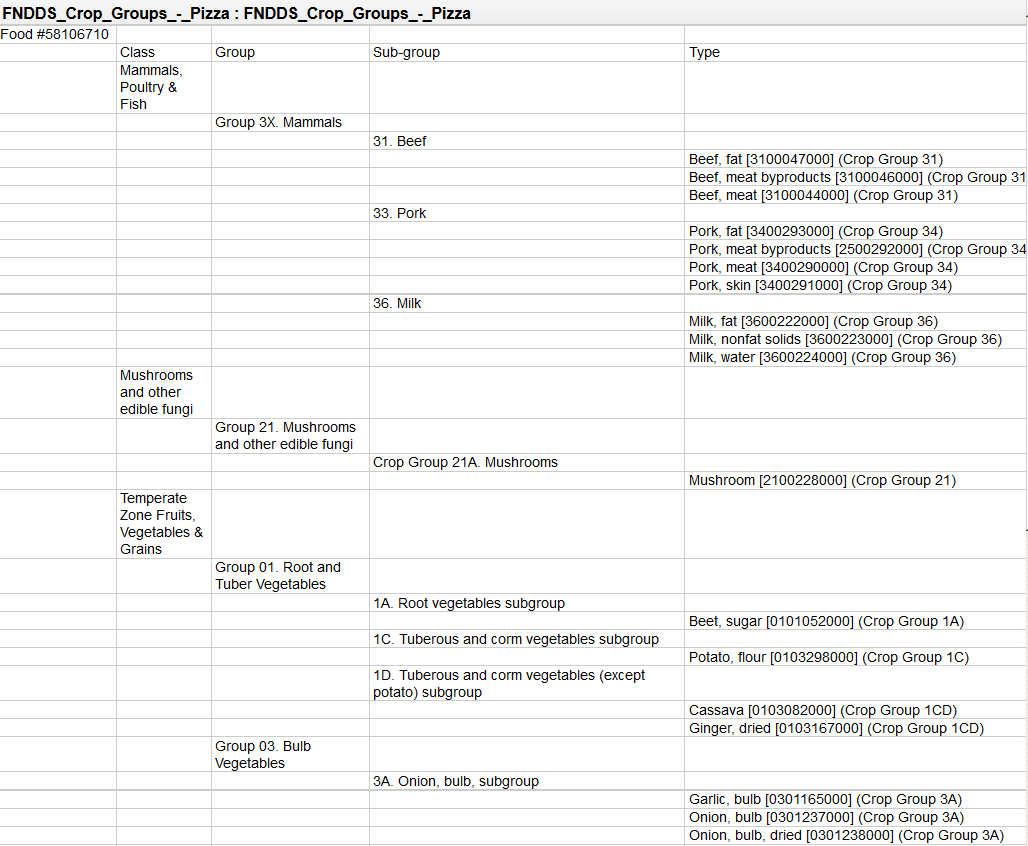 FNDDS_Crop_Groups_-_Pizza : FNDDS_Crop_Groups_-_Pizza
Food #58106710
Class Group Sub-group Type
Mammals,
Poultry &
Fish
Group 3X. Mammals
31. Beef
Beef, fat [3100047000] (Crop Group 31)
Beef, meat byproducts [3100046000] (Crop Group 31
Beef, meat [3100044000] (Crop Group 31)
33. Pork
Pork, fat [3400293000] (Crop Group 34)
Pork, meat byproducts [2500292000] (Crop Group 34
Pork, meat [3400290000] (Crop Group 34)
Pork, skin [3400291000] (Crop Group 34)
36. Milk
Milk, fat [3600222000] (Crop Group 36)
Milk, nonfat solids [3600223000] (Crop Group 36)
Milk, water [3600224000] (Crop Group 36)
Mushrooms
and other
edible fungi
Group 21. Mushrooms
and other edible fungi
Crop Group 21A. Mushrooms
Mushroom [2100228000] (Crop Group 21)
Temperate
Zone Fruits,
Vegetables &
Grains
Group 01. Root and
Tuber Vegetables
1A. Root vegetables subgroup
Beet, sugar [0101052000] (Crop Group 1A)
1C. Tuberous and corm vegetables subgroup
Potato, flour [0103298000] (Crop Group 1C)
1D. Tuberous and corm vegetables (except
potato) subgroup
Cassava [0103082000] (Crop Group 1CD)
Ginger, dried [0103167000] (Crop Group 1CD)
Group 03. Bulb
Vegetables
3A. Onion, bulb, subgroup
Garlic, bulb [0301165000] (Crop Group 3A)
Onion, bulb [0301237000] (Crop Group 3A)
Onion, bulb, dried [0301238000] (Crop Group 3A)